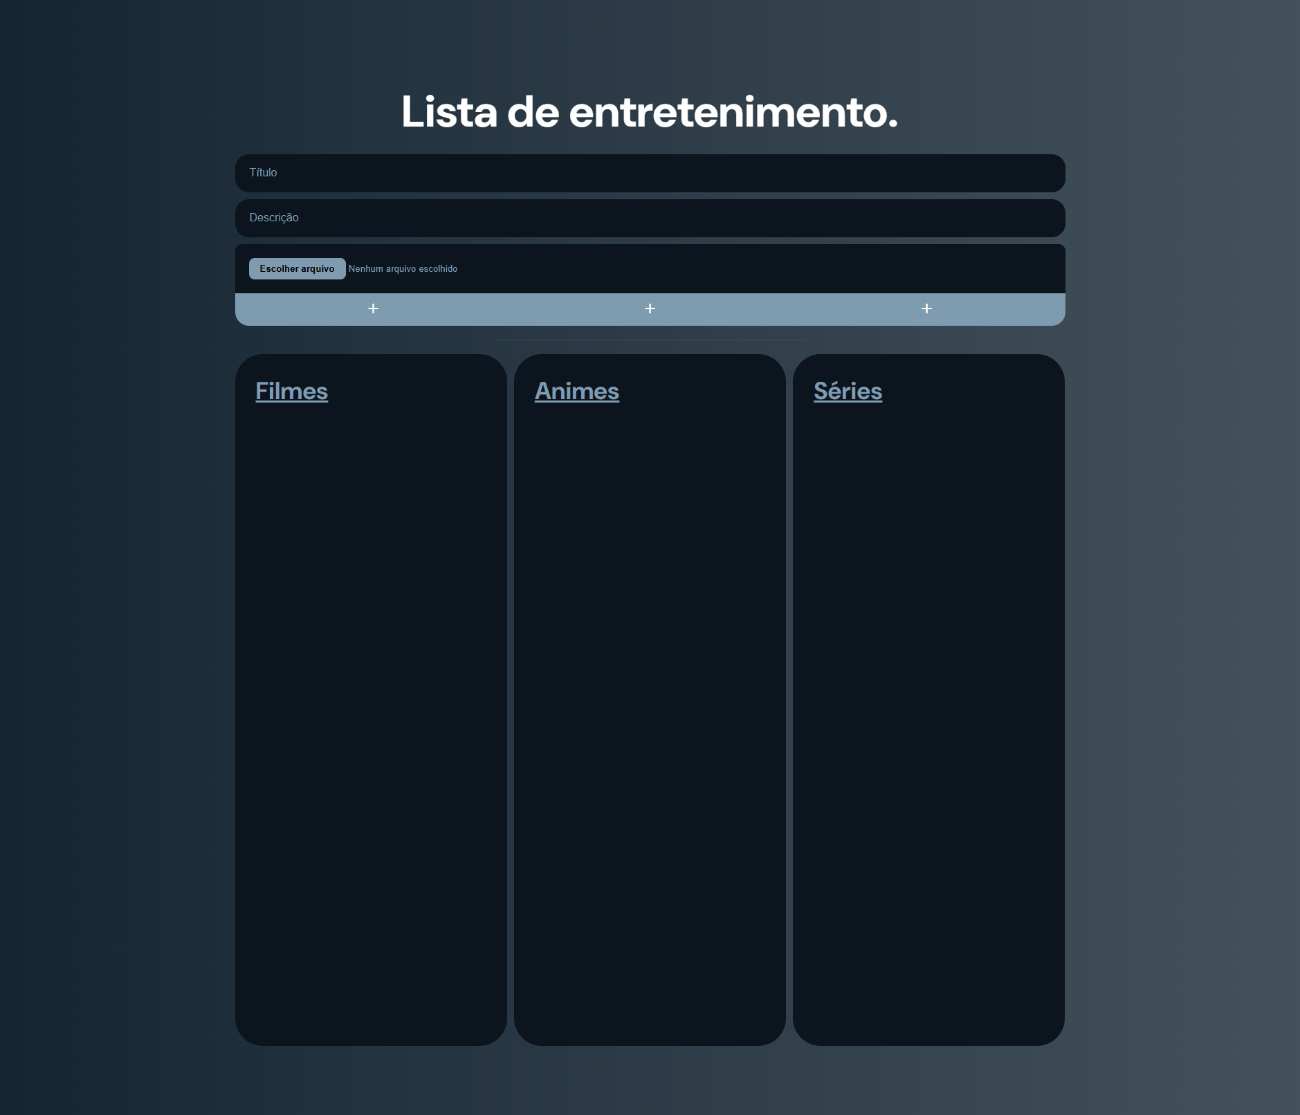 Lista de entretenimento.
Título
Descrição
Escolher arquivo Nenhum arquivo escolhido
+ + +
Filmes Animes Séries